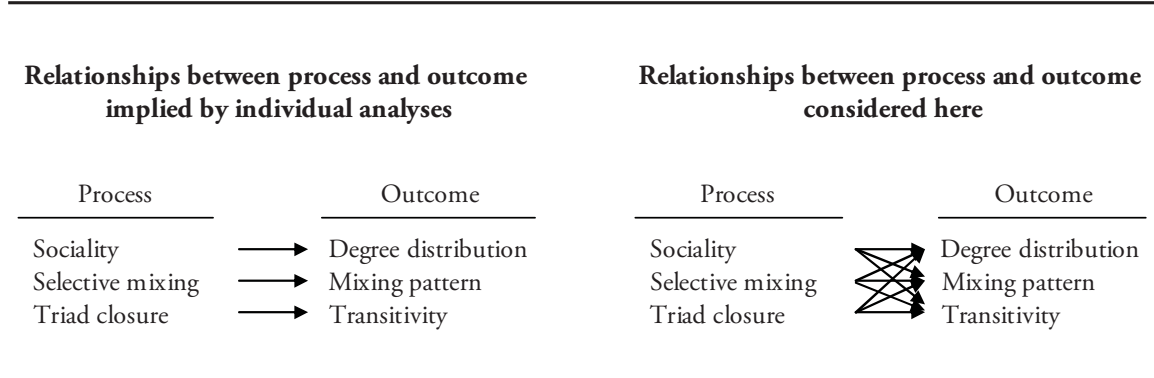 Relationships between process and outcome
implied by individual analyses
Process Outcome
Sociality Degree distribution
Selective mixing Mixing pattern
Triad closure Transitivity
Relationships between process and outcome
considered here
Process Outcome
Sociality Degree distribution
Selective mixing Mixing pattern
Triad closure Transitivity